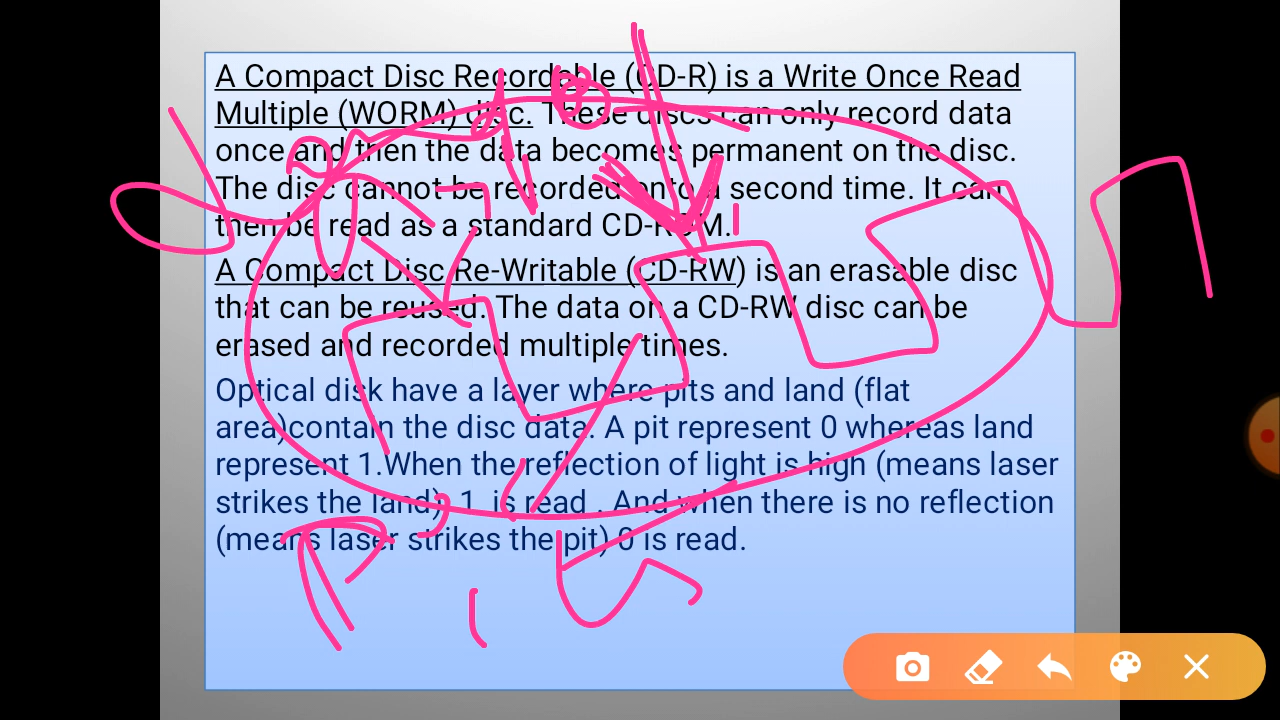 A Compact Disc Recordable (CD-R) is a Write Once Read
Multiple (WORM) disc. These discs can only record data
once and then the data becomes permanent on the disc.
The disc cannot be recorded onto a second time. It can
then be read as a standard CD-ROM.
A Compact Disc Re-Writable (CD-RW) is an erasable disc
that can be reused. The data on a CD-RW disc can be
erased and recorded multiple times.
Optical disk have a layer where pits and land (flat
area)contain the disc data. A pit represent 0 whereas land
represent 1.When the reflection of light is high (means laser
strikes the land), 1 is read . And when there is no reflection
(means laser strikes the pit) 0 is read.